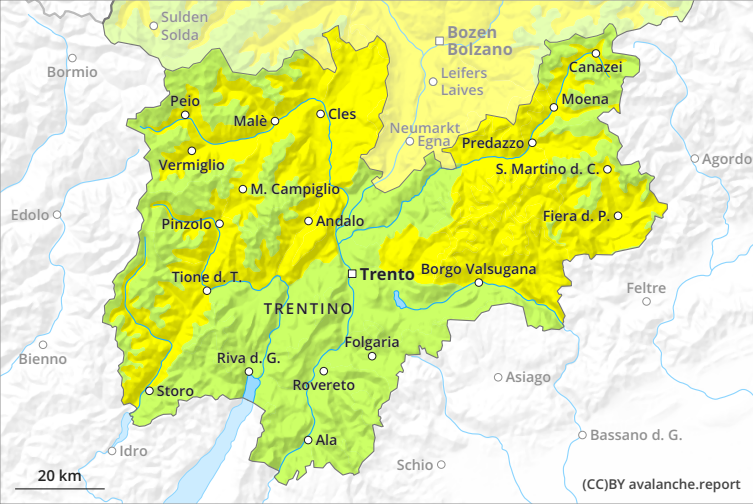 Sulden
Solda
Bozen
Bolzano
Bormio
Canazei
Leifers
Laives
Peio
Moena
Malè
Cles
Neumarkt
Egna
Predazzo
Vermiglio
Agordo
S. Martino d. C.
M. Campiglio
Edolo
Pinzolo
Andalo
Fiera d. P.
Trento
Borgo Valsugana
Tione d. T.
Feltre
TRENTINO
Folgaria
Bienno
Riva d. G.
Rovereto
Asiago
Storo
Ala
Bassano d. G.
Idro
Schio
20 km
(CC)BY avalanche.report